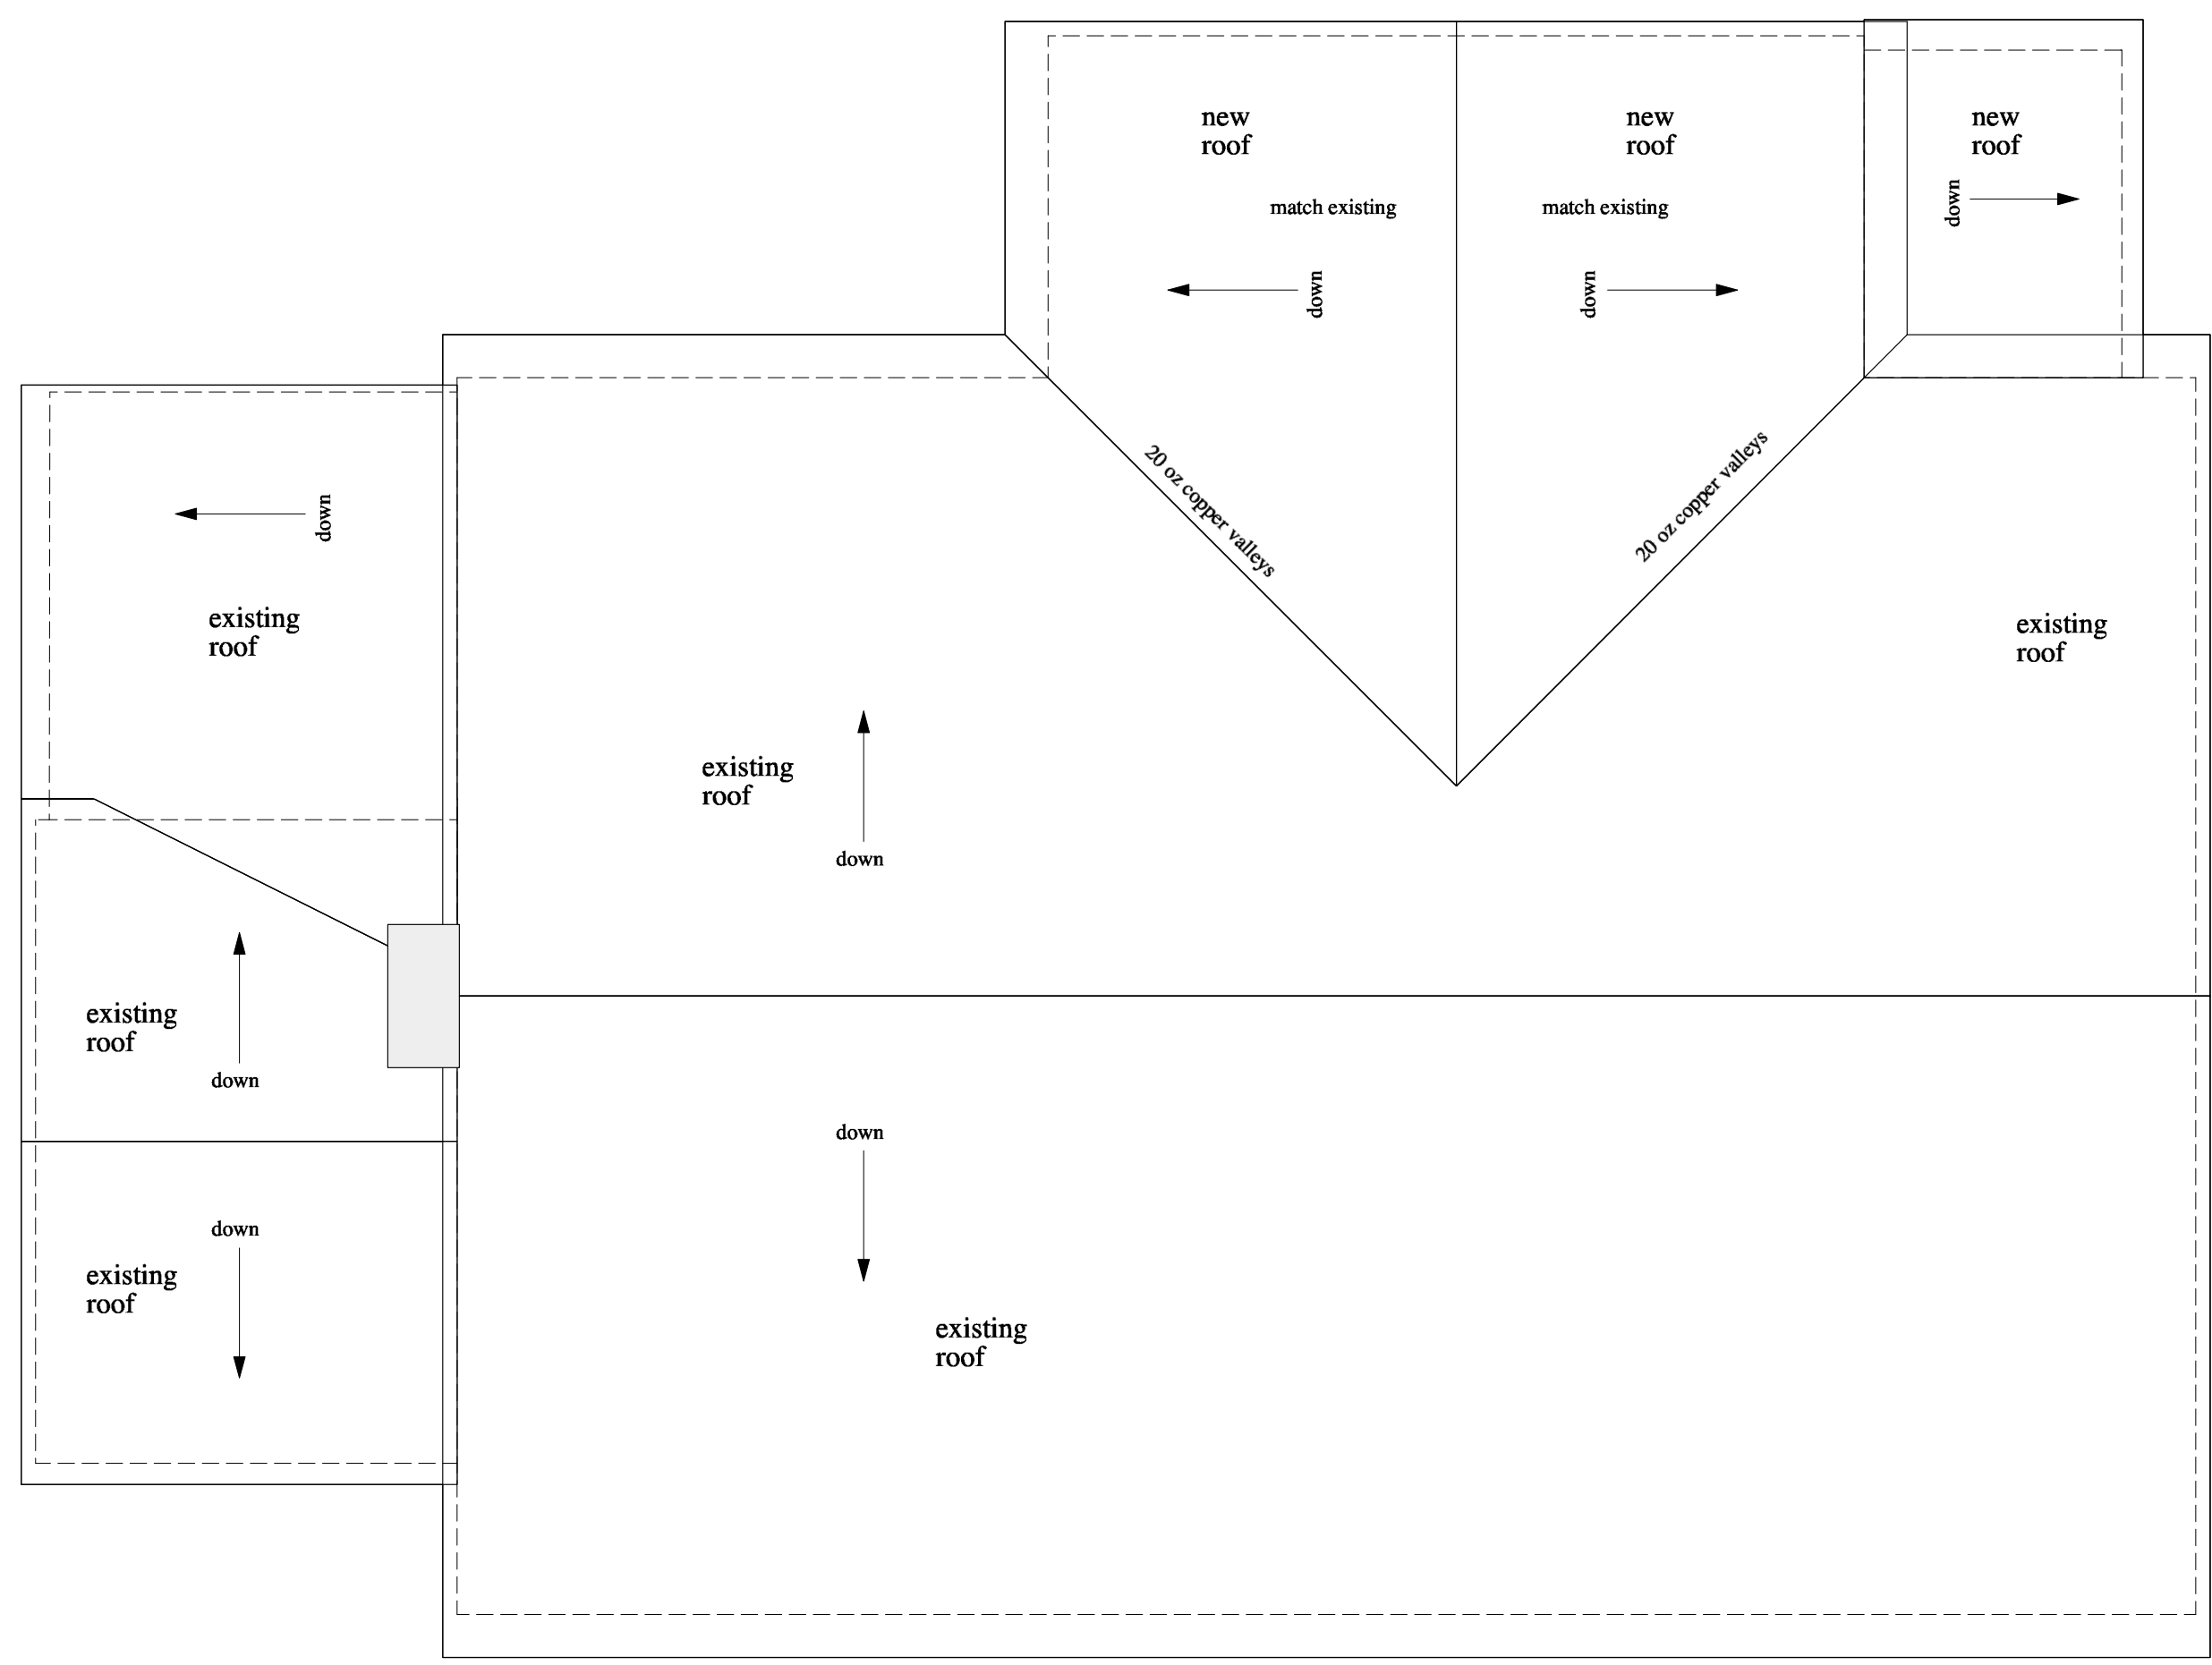 new
roof
new
roof
new
roof
match existing
match existing
down
down
down
20 oz copper valleys
20 oz copper valleys
down
existing
roof
existing
roof
existing
roof
down
existing
roof
down
down
down
existing
roof
existing
roof